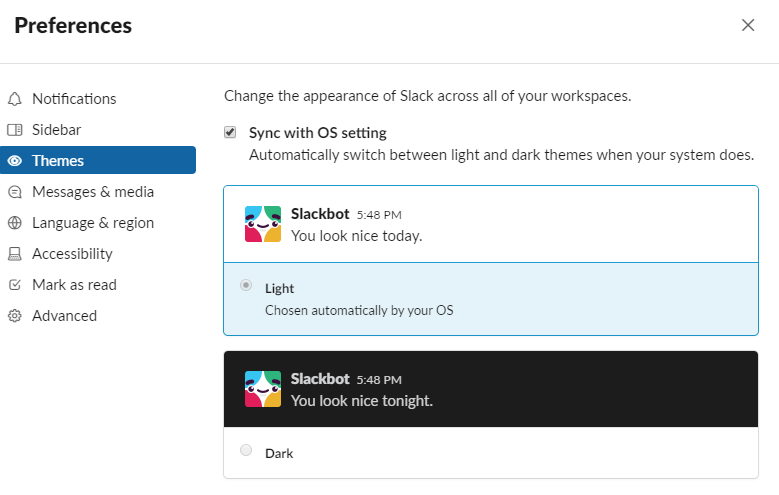 Preferences
Notifications
Sidebar
Themes
Messages & media
Language & region
Accessibility
Mark as read
Advanced
Change the appearance of Slack across all of your workspaces.
Sync with OS setting
Automatically switch between light and dark themes when your system does.
Slackbot 5:48 PM
You look nice today.
Light
Chosen automatically by your OS
Slackbot 5:48 PM
You look nice tonight.
Dark